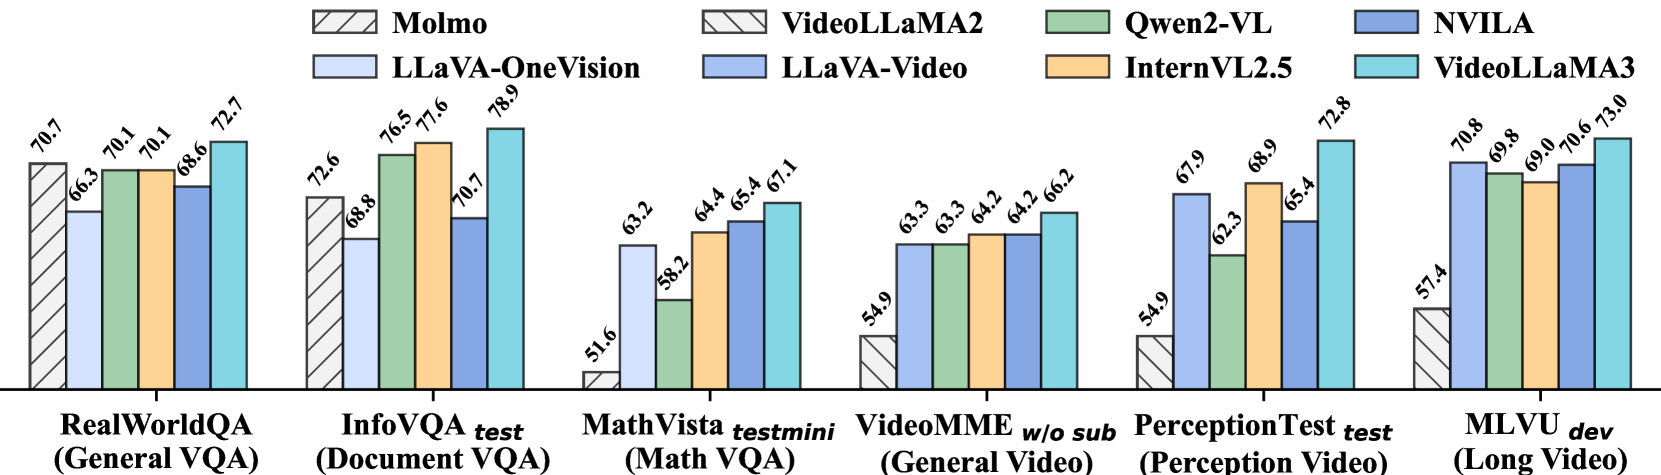 Molmo
VideoLLaMA2
Qwen2-VL
NVILA
LLaVA-OneVision
LLaVA-Video
InternVL2.5
VideoLLaMA3
70.7
66.3
70.1
70.1
68.6
72.7
72.6
68.8
76.5
77.6
70.7
78.9
51.6
63.2
58.2
64.4
65.4
67.1
54.9
63.3
63.3
64.2
64.2
66.2
54.9
67.9
62.3
68.9
65.4
72.8
57.4
70.8
69.8
69.0
70.6
73.0
RealWorldQA
(General VQA)
InfoVQA test
(Document VQA)
MathVista testmini
(Math VQA)
VideoMME w/o sub
(General Video)
PerceptionTest test
(Perception Video)
MLVU dev
(Long Video)